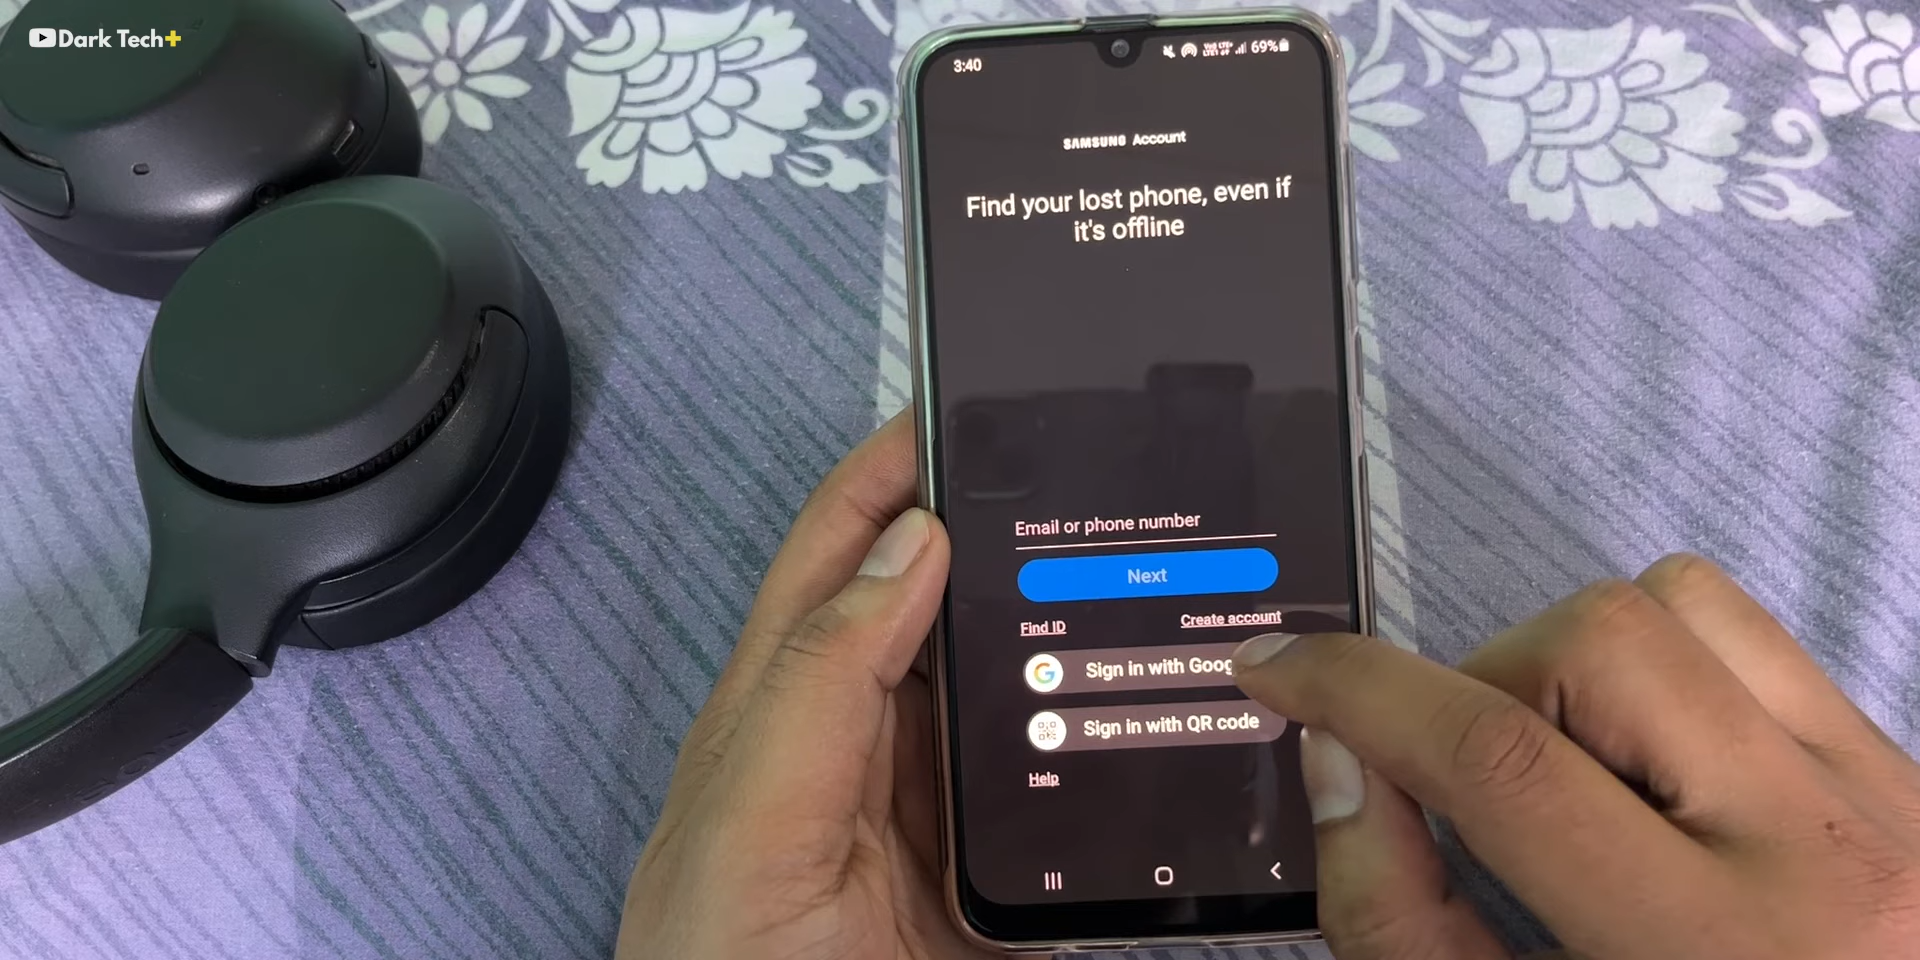 Dark Tech+
3:40
69%
SAMSUNG Account
Find your lost phone, even if
it's offline
Email or phone number
Next
Find ID
Create account
Sign in with Goog
Sign in with QR code
Help